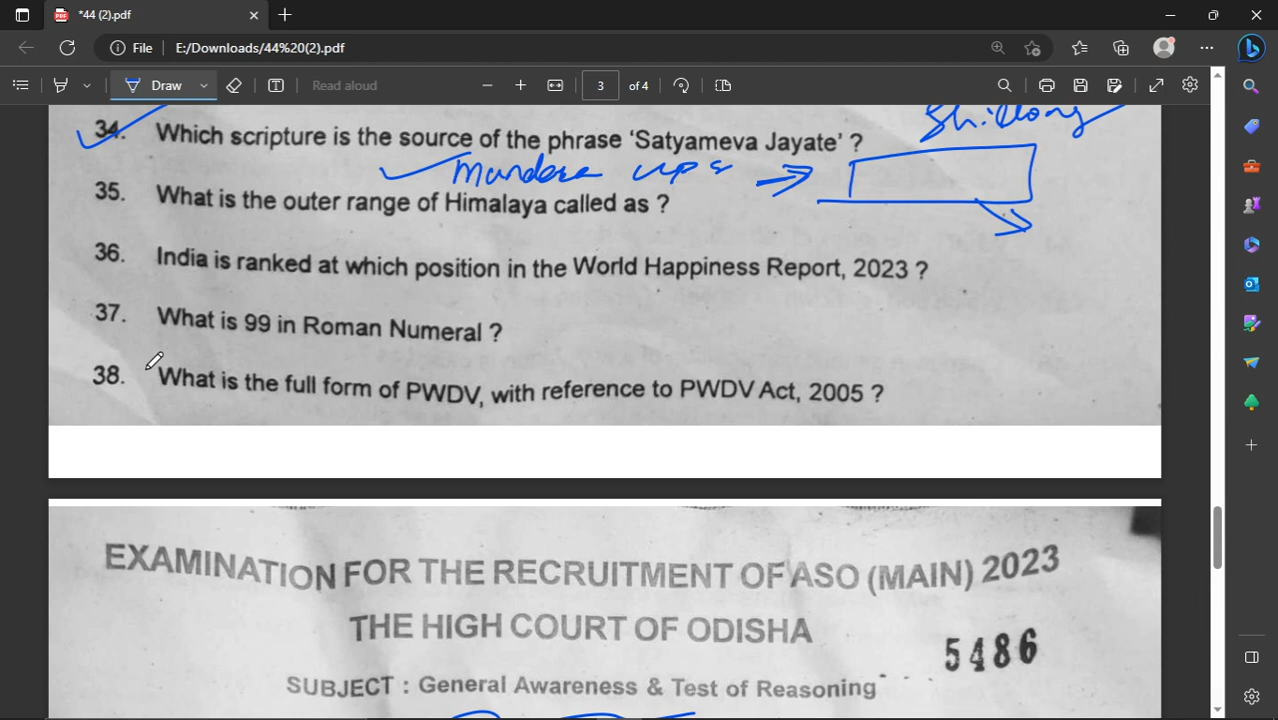 *44 (2).pdf
File E:/Downloads/44%20(2).pdf
Draw Read aloud 3 of 4
Shillong
34. Which scripture is the source of the phrase ‘Satyameva Jayate’ ?
ups
35. What is the outer range of Himalaya called as ?
36. India is ranked at which position in the World Happiness Report, 2023 ?
37. What is 99 in Roman Numeral ?
38. What is the full form of PWDV, with reference to PWDV Act, 2005 ?
EXAMINATION FOR THE RECRUITMENT OF ASO (MAIN) 2023
THE HIGH COURT OF ODISHA
5486
SUBJECT : General Awareness & Test of Reasoning